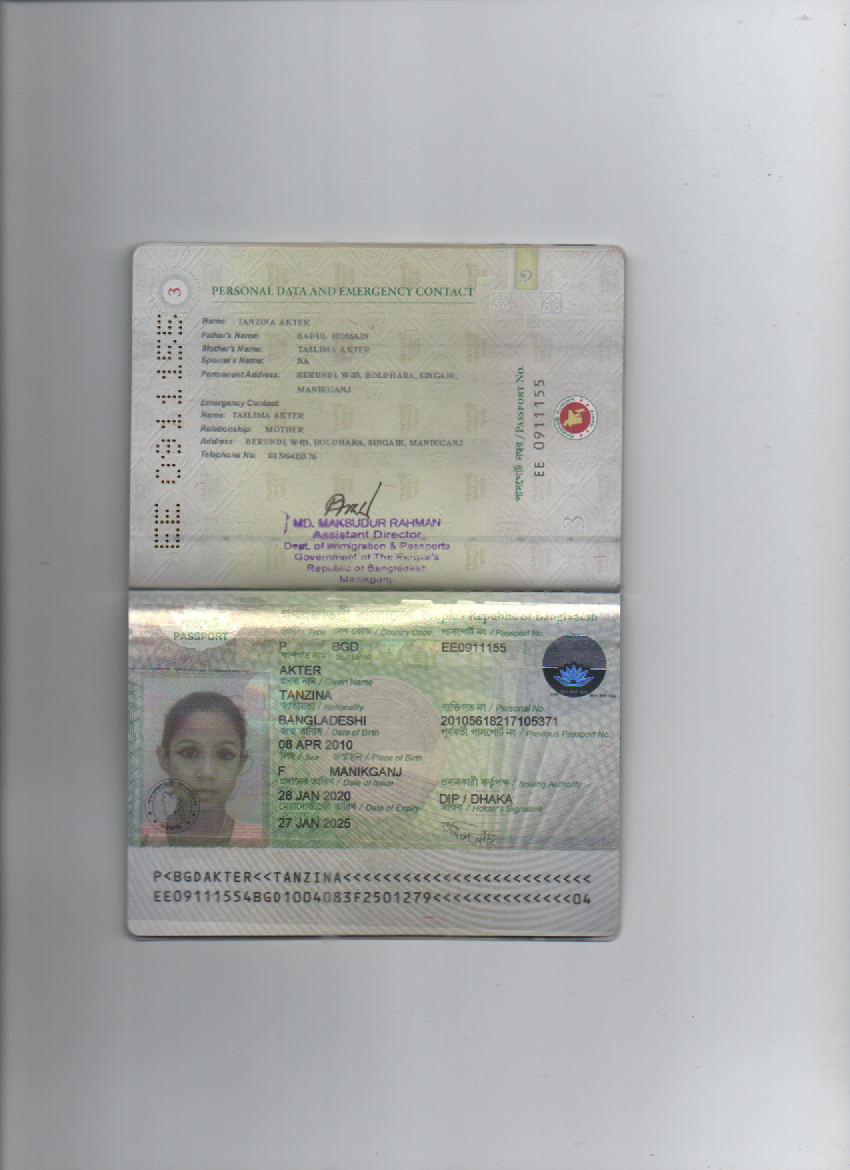 3
PERSONAL DATA AND EMERGENCY CONTACT
Name: TANZINA AKTER
Father's Name: BADUL HOSSAIN
Mother's Name: TASLIMA AKTER
Spouse's Name: NA
Permanent Address: BERUNDI, W-03, BOLDHARA, SINGAIR,
MANIKGANJ
Emergency Contact:
Name: TASLIMA AKTER
Relationship: MOTHER
Address: BERUNDI, W-03, BOLDHARA, SINGAIR, MANIKGANJ
Telephone No:
EE 0911155
পাসপোর্ট নম্বর / PASSPORT No.
EE 0911155
3
MD. MAKSUDUR RAHMAN
Assistant Director
Dept. of Immigration & Passports
Government of The People's
Republic of Bangladesh
Manikganj
People's Republic of Bangladesh
PASSPORT
Type / Country Code পাসপোর্ট নং / Passport No.
P BGD EE0911155
বংশগত নাম / Surname
AKTER
প্রদত্ত নাম / Given Name
TANZINA
জাতীয়তা / Nationality ব্যক্তিগত নং / Personal No.
BANGLADESHI 20105618217105371
জন্ম তারিখ / Date of Birth পূর্ববর্তী পাসপোর্ট নং / Previous Passport No.
08 APR 2010
লিঙ্গ / Sex জন্মস্থান / Place of Birth
F MANIKGANJ
প্রদানের তারিখ / Date of Issue প্রদানকারী কর্তৃপক্ষ / Issuing Authority
28 JAN 2020 DIP / DHAKA
মেয়াদোত্তীর্ণের তারিখ / Date of Expiry স্বাক্ষর / Holder's Signature
27 JAN 2025
P<BGDAKTER<<TANZINA<<<<<<<<<<<<<<<<<<<<<<<<<
EE09111554BGD1004083F2501279<<<<<<<<<<<<<<04